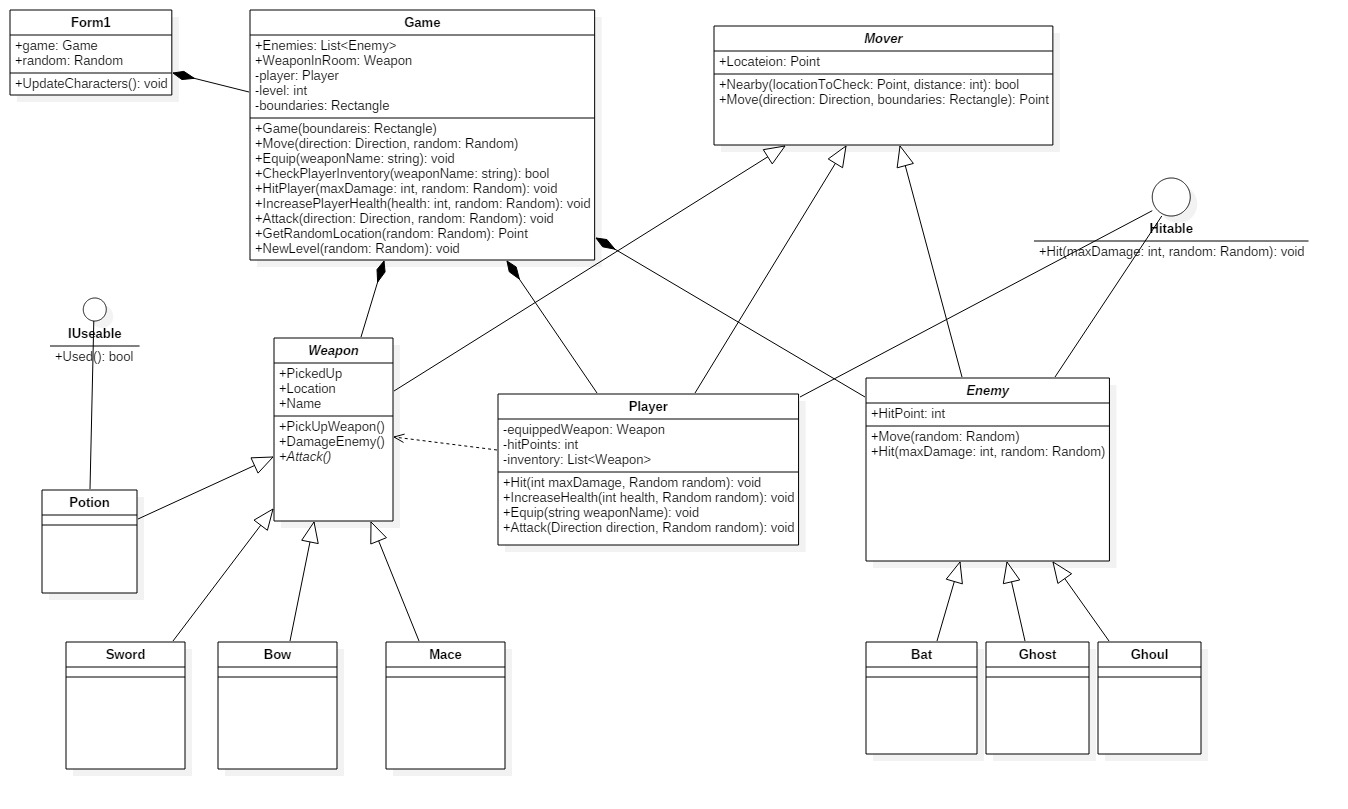 Form1
+game: Game
+random: Random
+UpdateCharacters(): void
Game
+Enemies: List<Enemy>
+WeaponInRoom: Weapon
-player: Player
-level: int
-boundaries: Rectangle
+Game(boundareis: Rectangle)
+Move(direction: Direction, random: Random)
+Equip(weaponName: string): void
+CheckPlayerInventory(weaponName: string): bool
+HitPlayer(maxDamage: int, random: Random): void
+IncreasePlayerHealth(health: int, random: Random): void
+Attack(direction: Direction, random: Random): void
+GetRandomLocation(random: Random): Point
+NewLevel(random: Random): void
Mover
+Locateion: Point
+Nearby(locationToCheck: Point, distance: int): bool
+Move(direction: Direction, boundaries: Rectangle): Point
Hitable
+Hit(maxDamage: int, random: Random): void
IUseable
+Used(): bool
Weapon
+PickedUp
+Location
+Name
+PickUpWeapon()
+DamageEnemy()
+Attack()
Player
-equippedWeapon: Weapon
-hitPoints: int
-inventory: List<Weapon>
+Hit(int maxDamage, Random random): void
+IncreaseHealth(int health, Random random): void
+Equip(string weaponName): void
+Attack(Direction direction, Random random): void
Enemy
+HitPoint: int
+Move(random: Random)
+Hit(maxDamage: int, random: Random)
Potion
Sword
Bow
Mace
Bat
Ghost
Ghoul